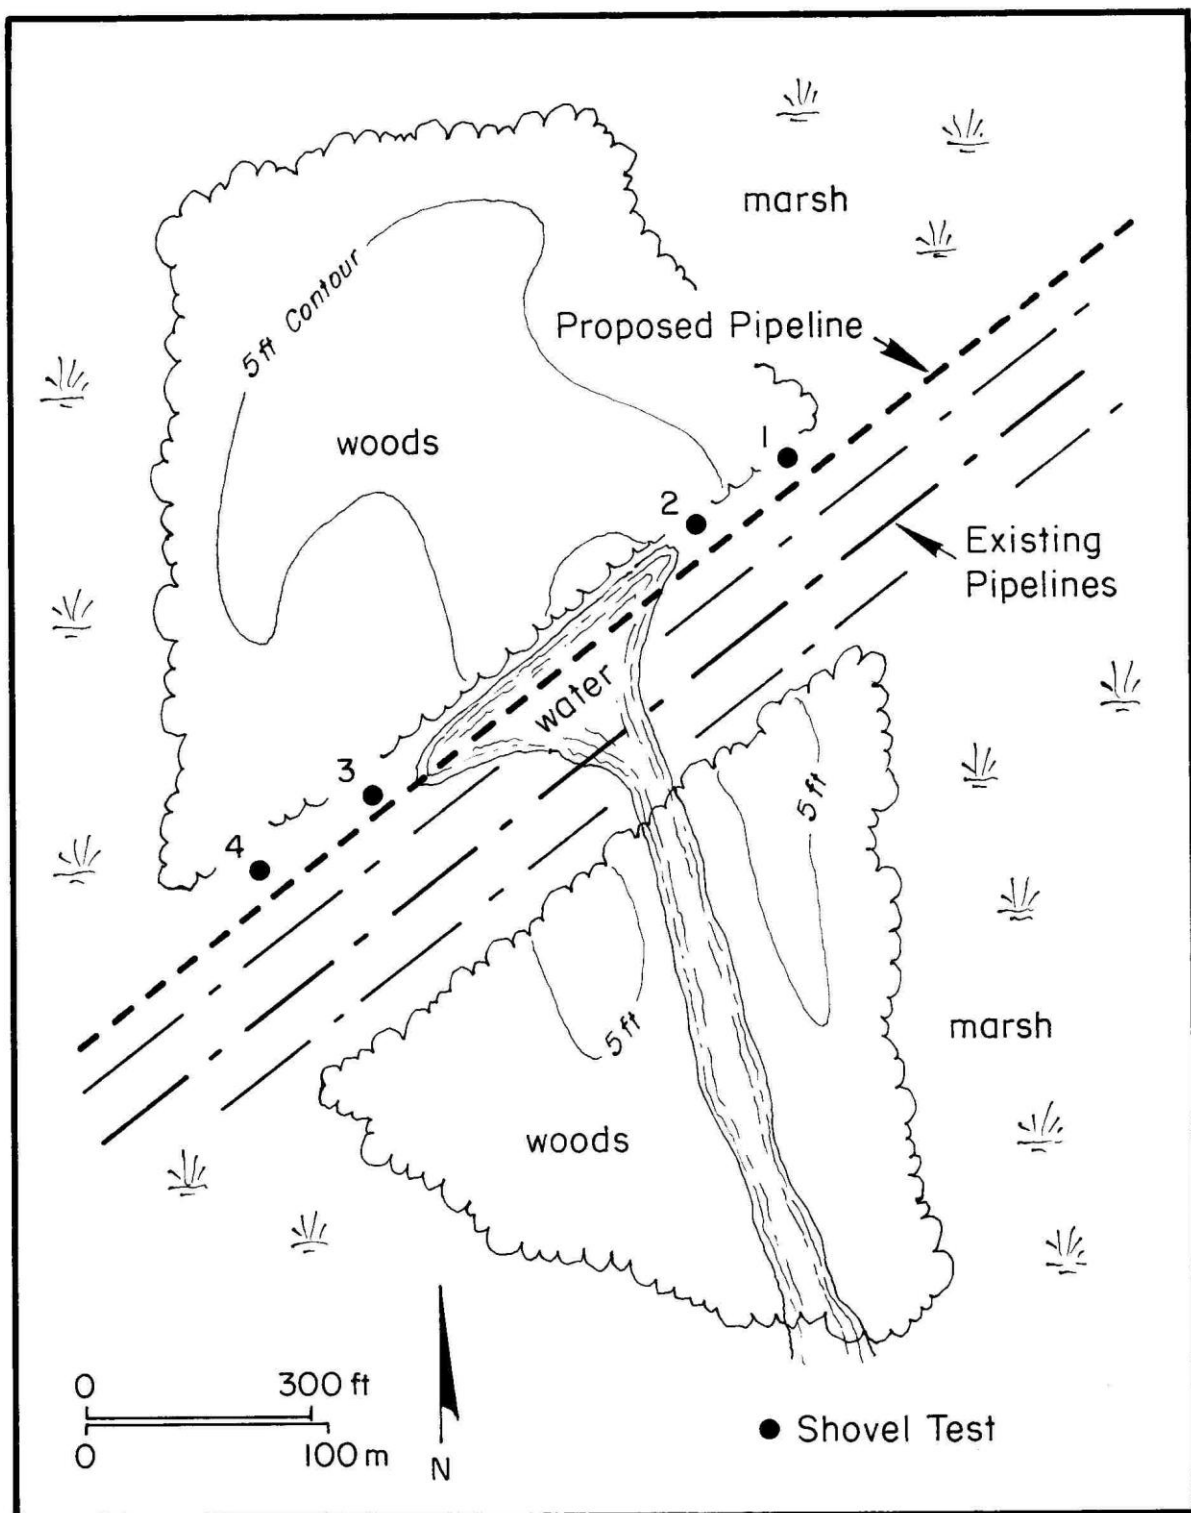 marsh
5 ft Contour
Proposed Pipeline
woods
1
2
Existing
Pipelines
water
3
5 ft
4
5 ft
marsh
woods
0 300 ft
0 100 m
N
Shovel Test